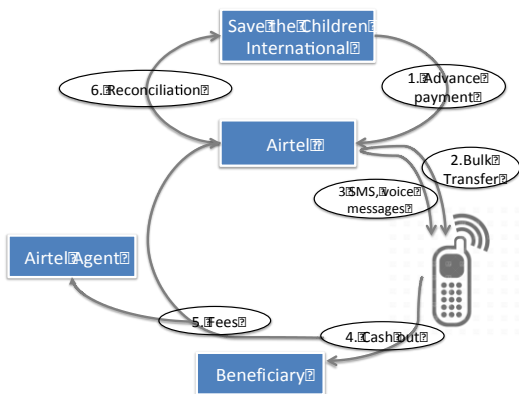 Save the Children
International
1. Advance
payment
6. Reconciliation
Airtel
2. Bulk
Transfer
3 SMS, voice
messages
Airtel Agent
5. Fees
4. Cash out
Beneficiary